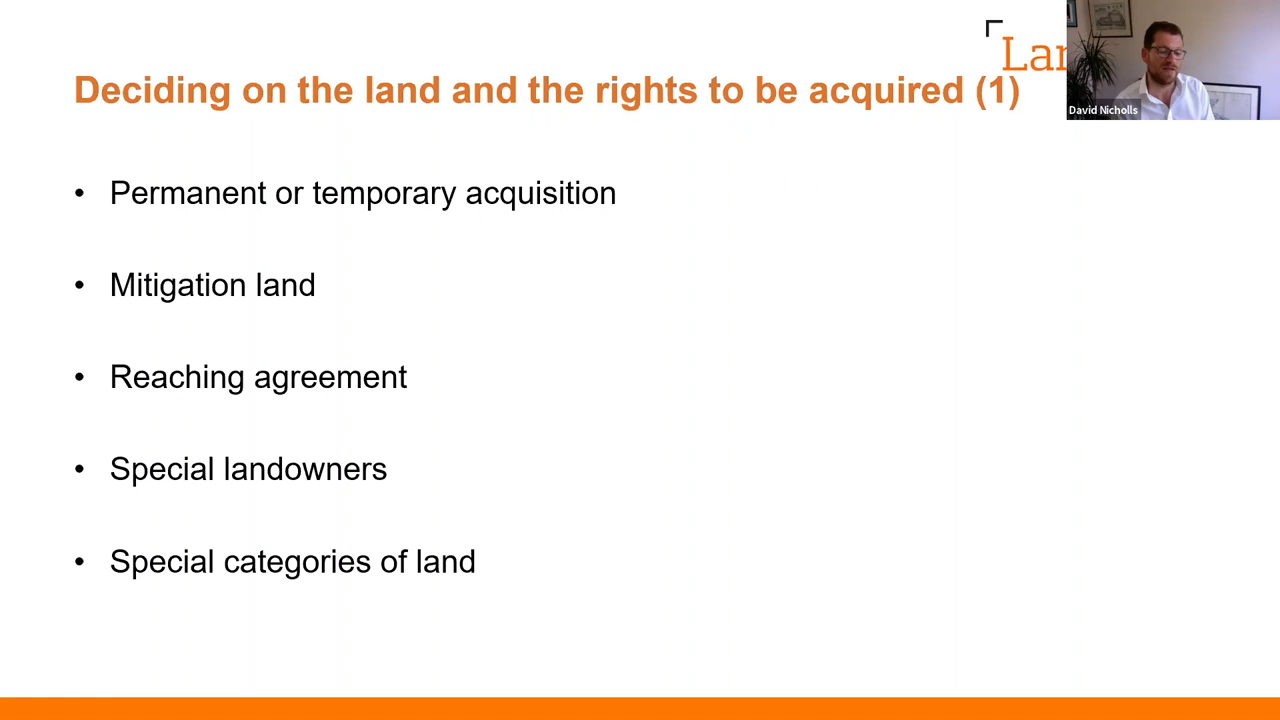 Lan
Deciding on the land and the rights to be acquired (1)
David Nicholls
• Permanent or temporary acquisition
• Mitigation land
• Reaching agreement
• Special landowners
• Special categories of land